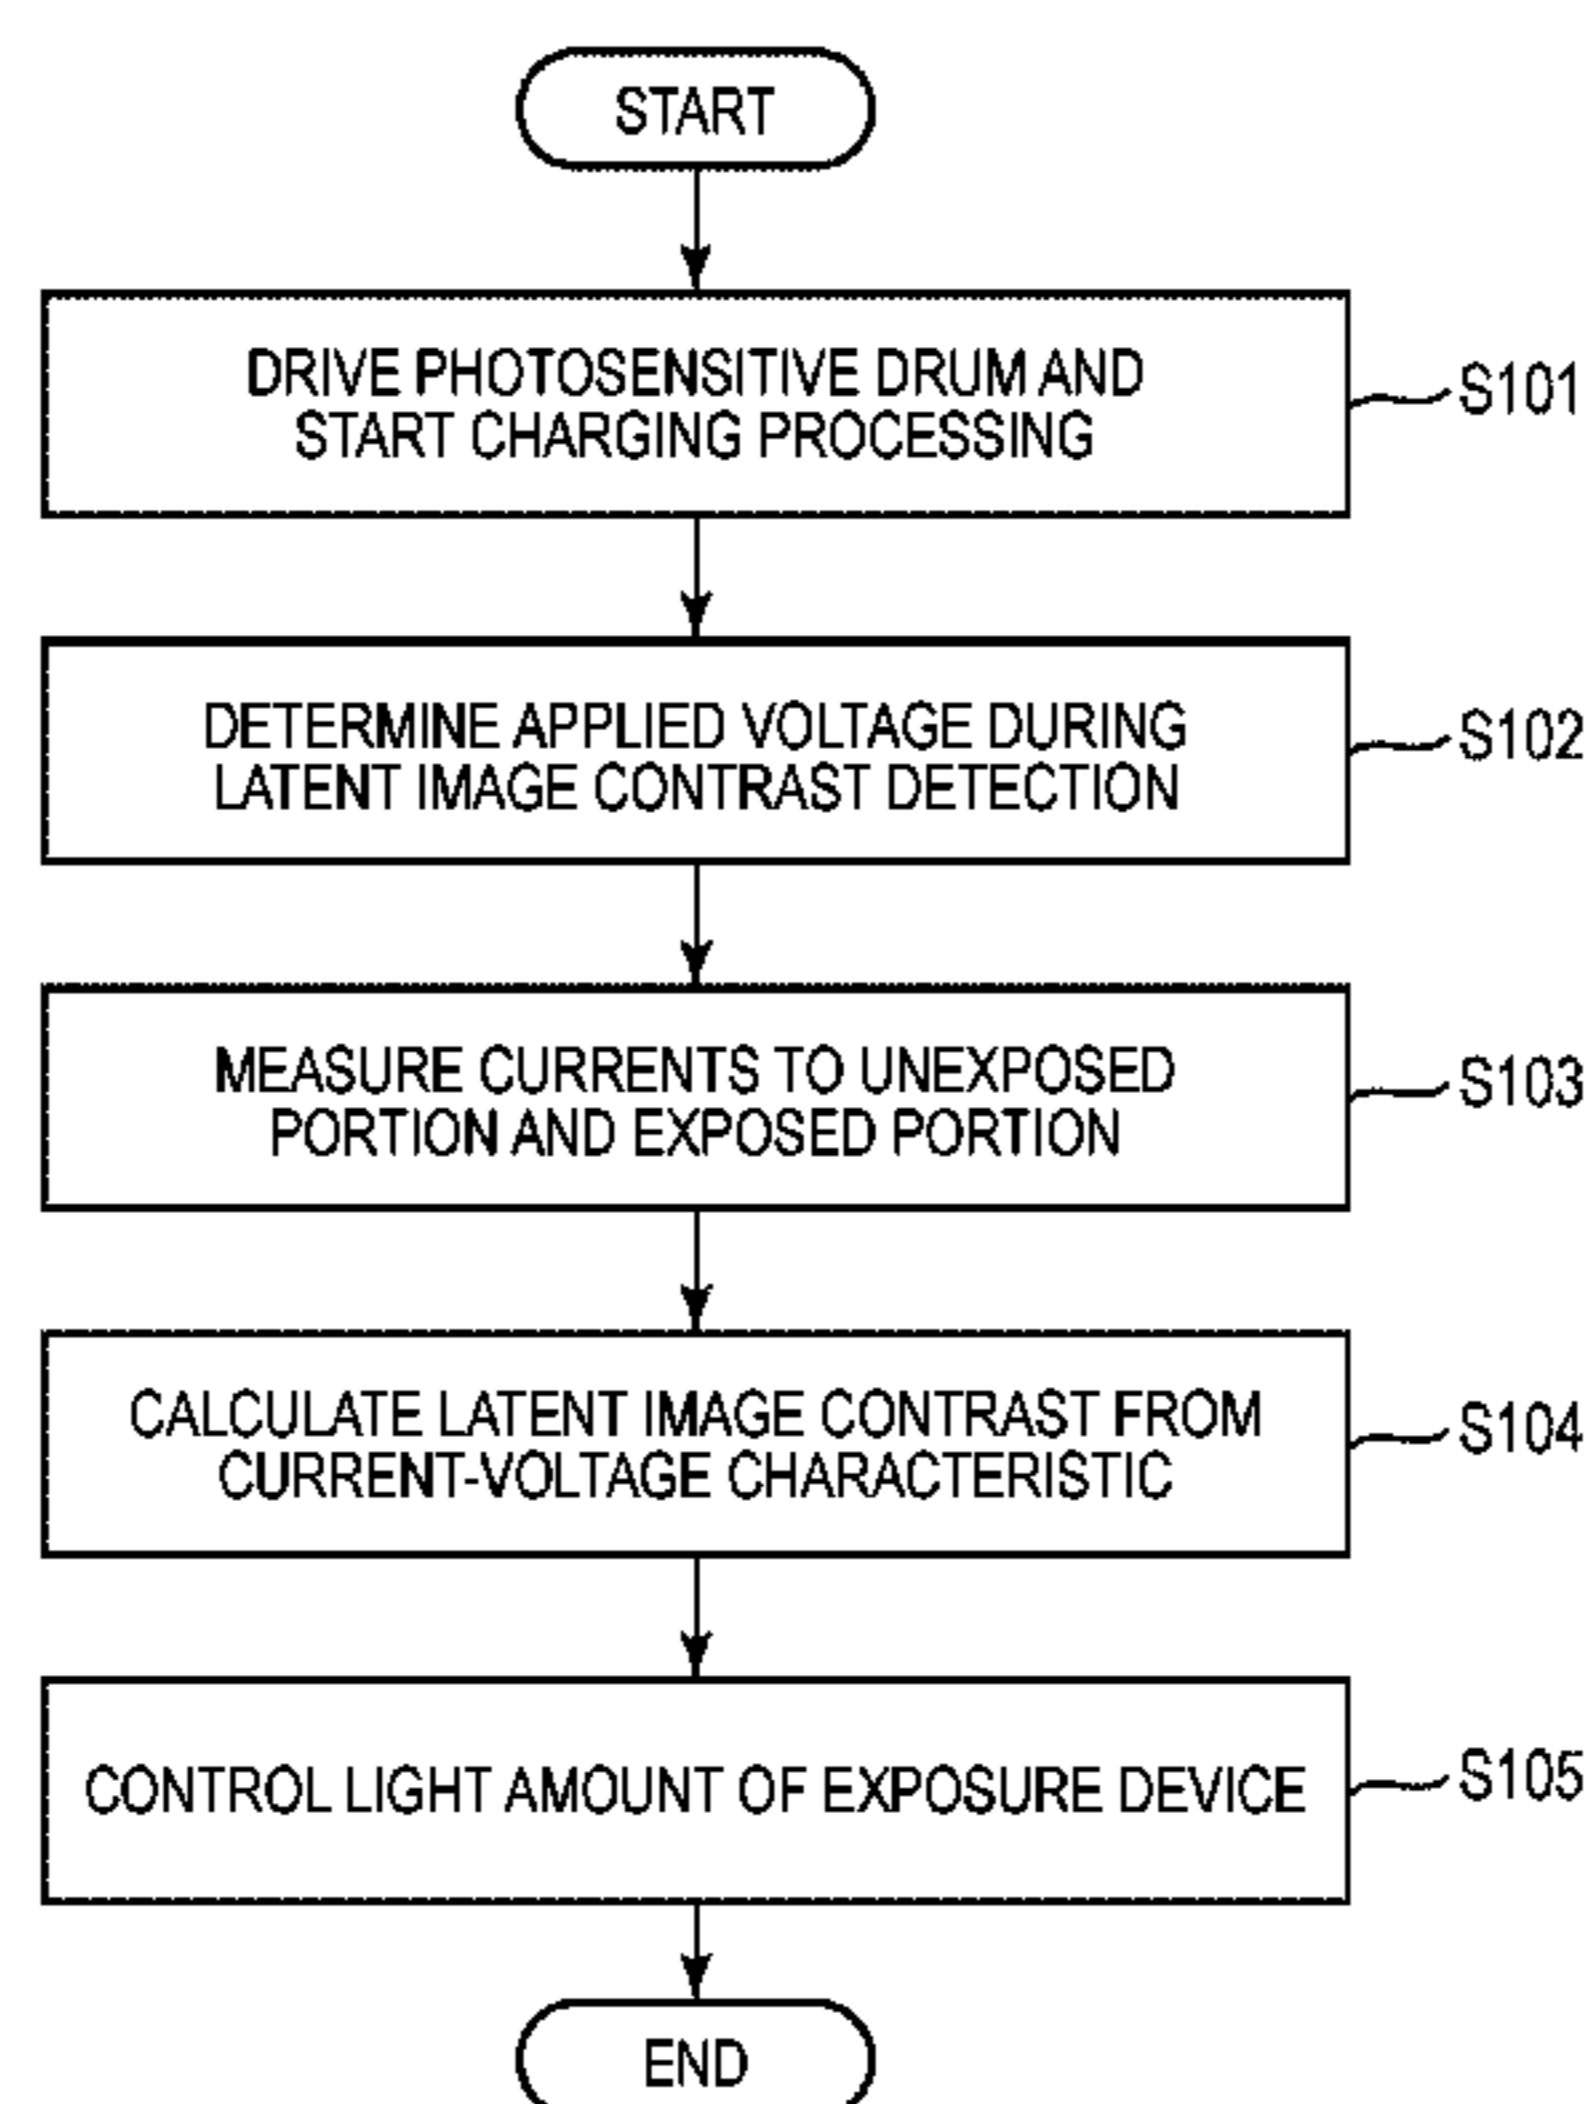 START
DRIVE PHOTOSENSITIVE DRUM AND
START CHARGING PROCESSING
S101
DETERMINE APPLIED VOLTAGE DURING
LATENT IMAGE CONTRAST DETECTION
S102
MEASURE CURRENTS TO UNEXPOSED
PORTION AND EXPOSED PORTION
S103
CALCULATE LATENT IMAGE CONTRAST FROM
CURRENT-VOLTAGE CHARACTERISTIC
S104
CONTROL LIGHT AMOUNT OF EXPOSURE DEVICE
S105
END